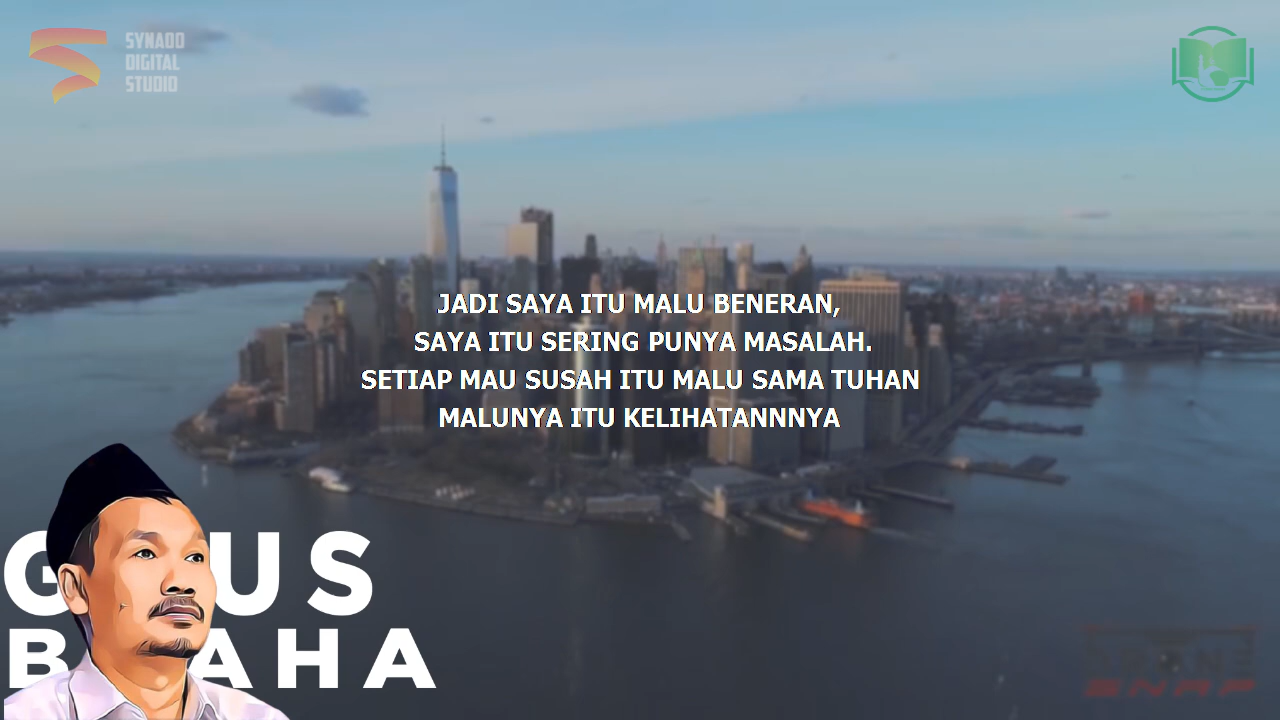 SYNADO
DIGITAL
STUDIO
JADI SAYA ITU MALU BENERAN,
SAYA ITU SERING PUNYA MASALAH.
SETIAP MAU SUSAH ITU MALU SAMA TUHAN
MALUNYA ITU KELIHATANNNYA
GUS
BAHA